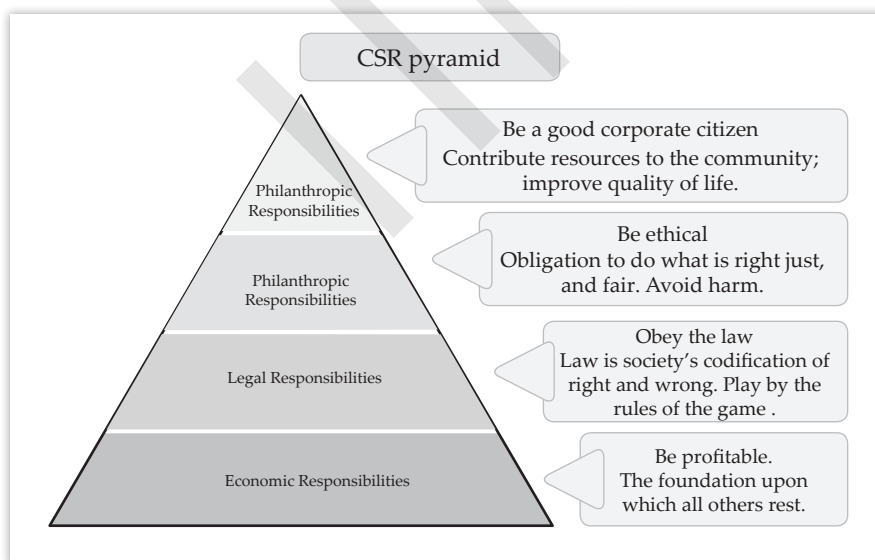 CSR pyramid
Be a good corporate citizen
Contribute resources to the community;
improve quality of life.
Philanthropic
Responsibilities
Be ethical
Obligation to do what is right just,
and fair. Avoid harm.
Philanthropic
Responsibilities
Obey the law
Law is society's codification of
right and wrong. Play by the
rules of the game .
Legal Responsibilities
Be profitable.
The foundation upon
which all others rest.
Economic Responsibilities